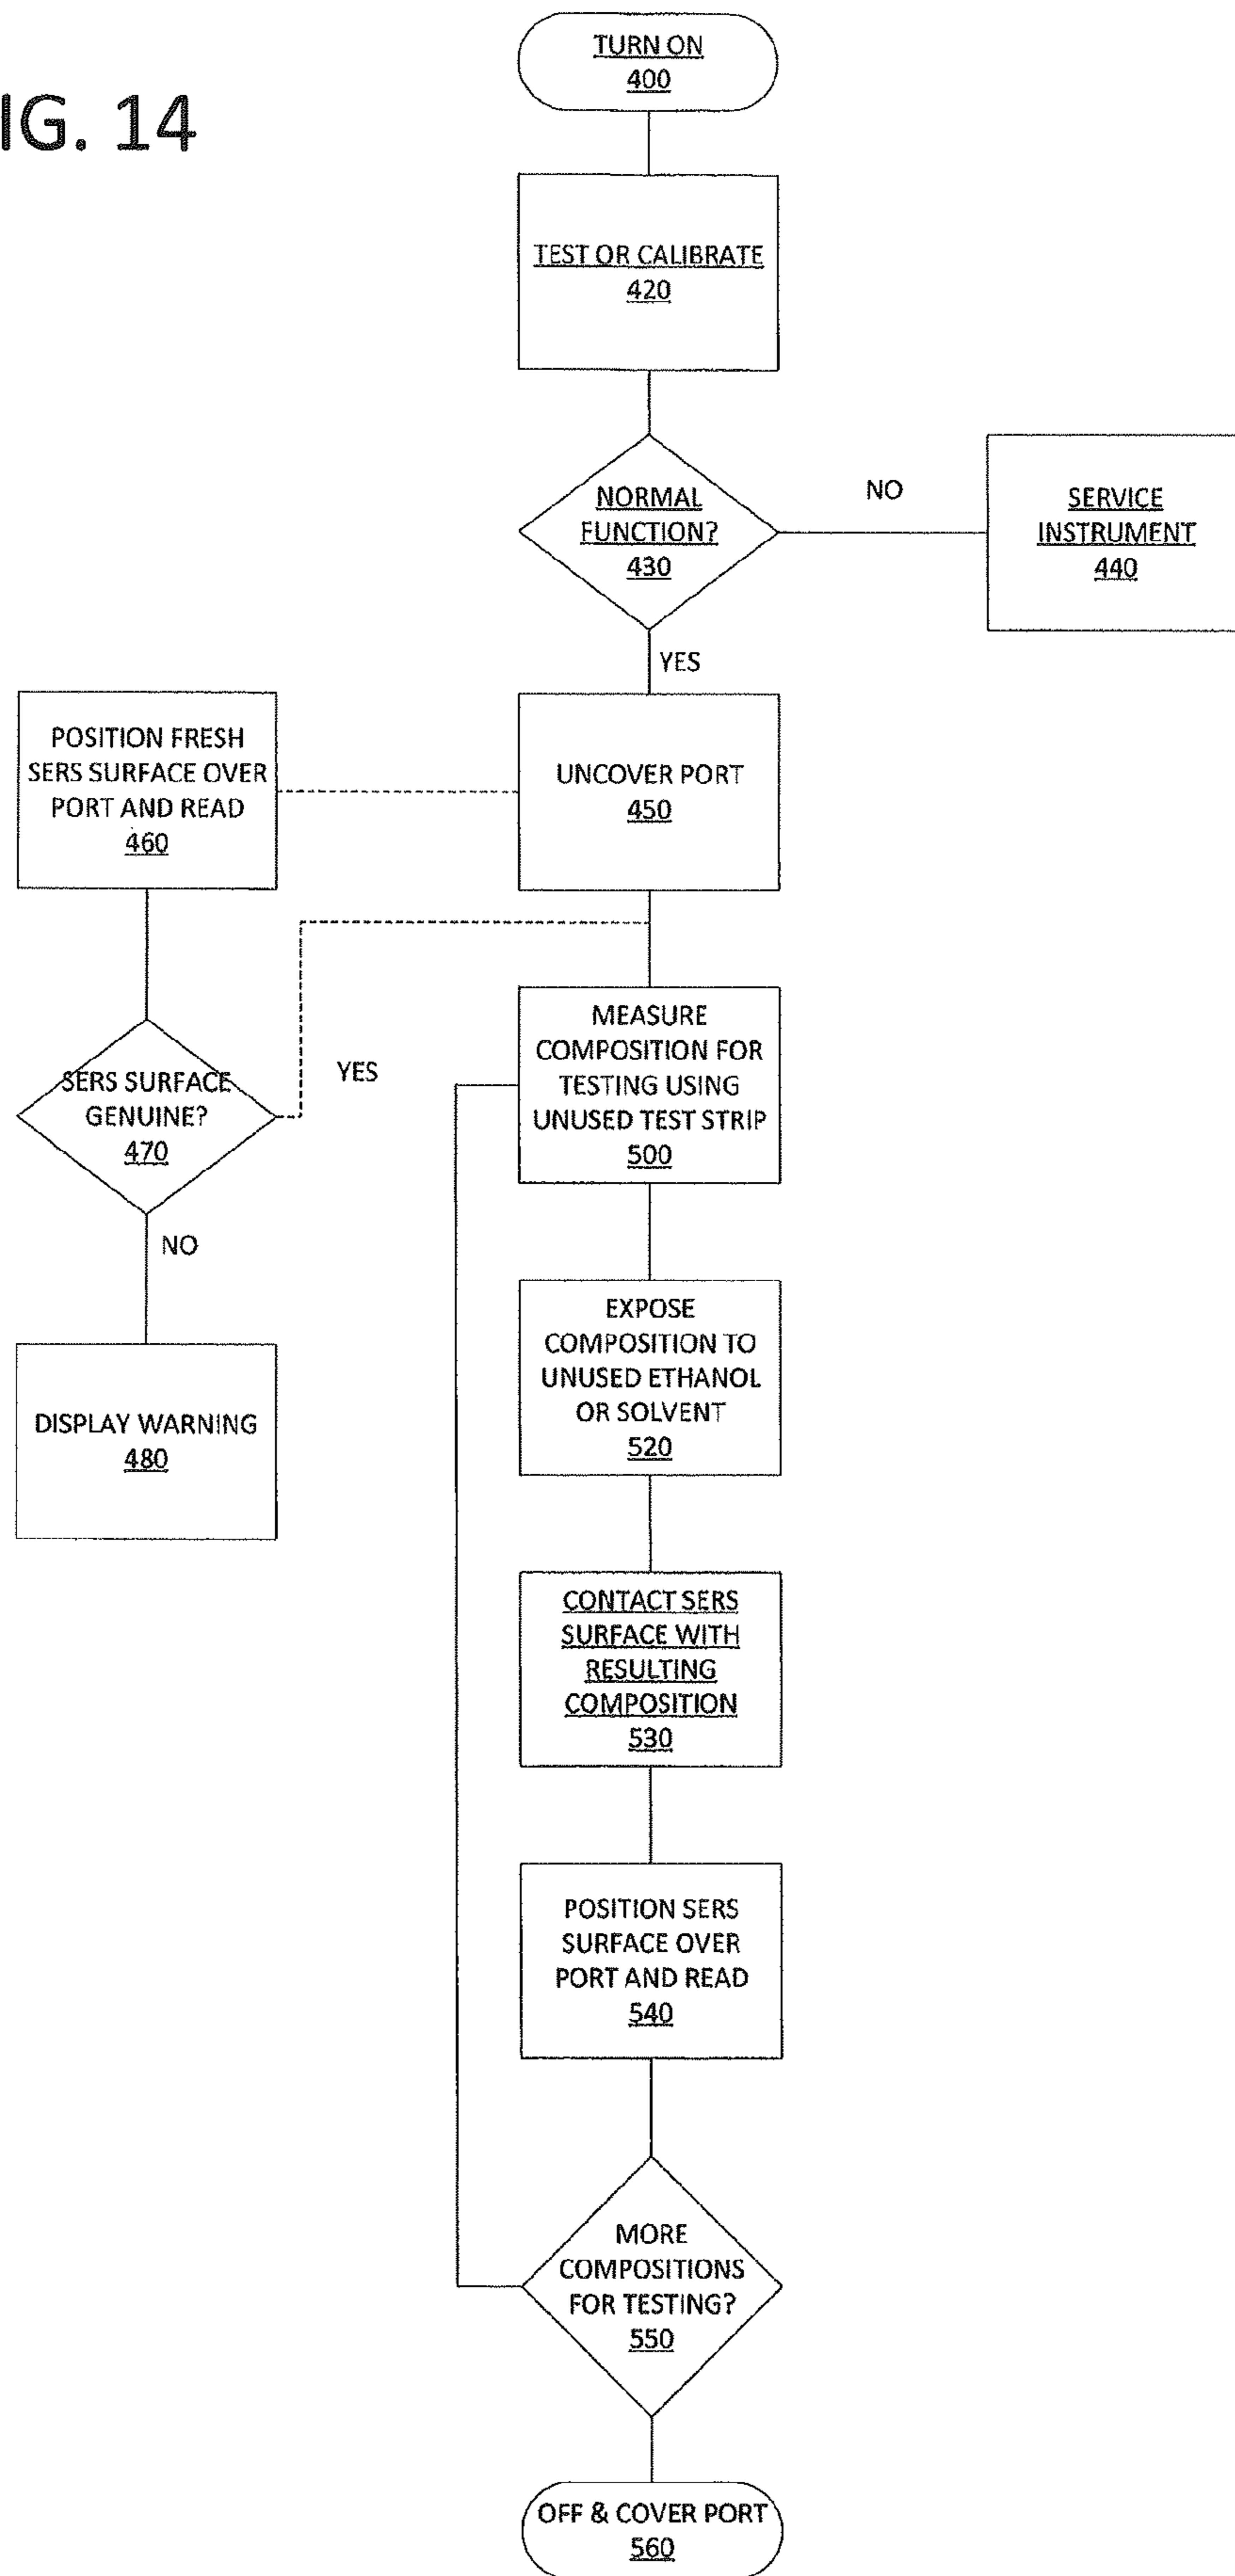 IG. 14
TURN ON
400
TEST OR CALIBRATE
420
NORMAL
FUNCTION?
430
NO
SERVICE
INSTRUMENT
440
YES
POSITION FRESH
SERS SURFACE OVER
PORT AND READ
460
UNCOVER PORT
450
SERS SURFACE
GENUINE?
470
YES
NO
DISPLAY WARNING
480
MEASURE
COMPOSITION FOR
TESTING USING
UNUSED TEST STRIP
500
EXPOSE
COMPOSITION TO
UNUSED ETHANOL
OR SOLVENT
520
CONTACT SERS
SURFACE WITH
RESULTING
COMPOSITION
530
POSITION SERS
SURFACE OVER
PORT AND READ
540
MORE
COMPOSITIONS
FOR TESTING?
550
OFF & COVER PORT
560